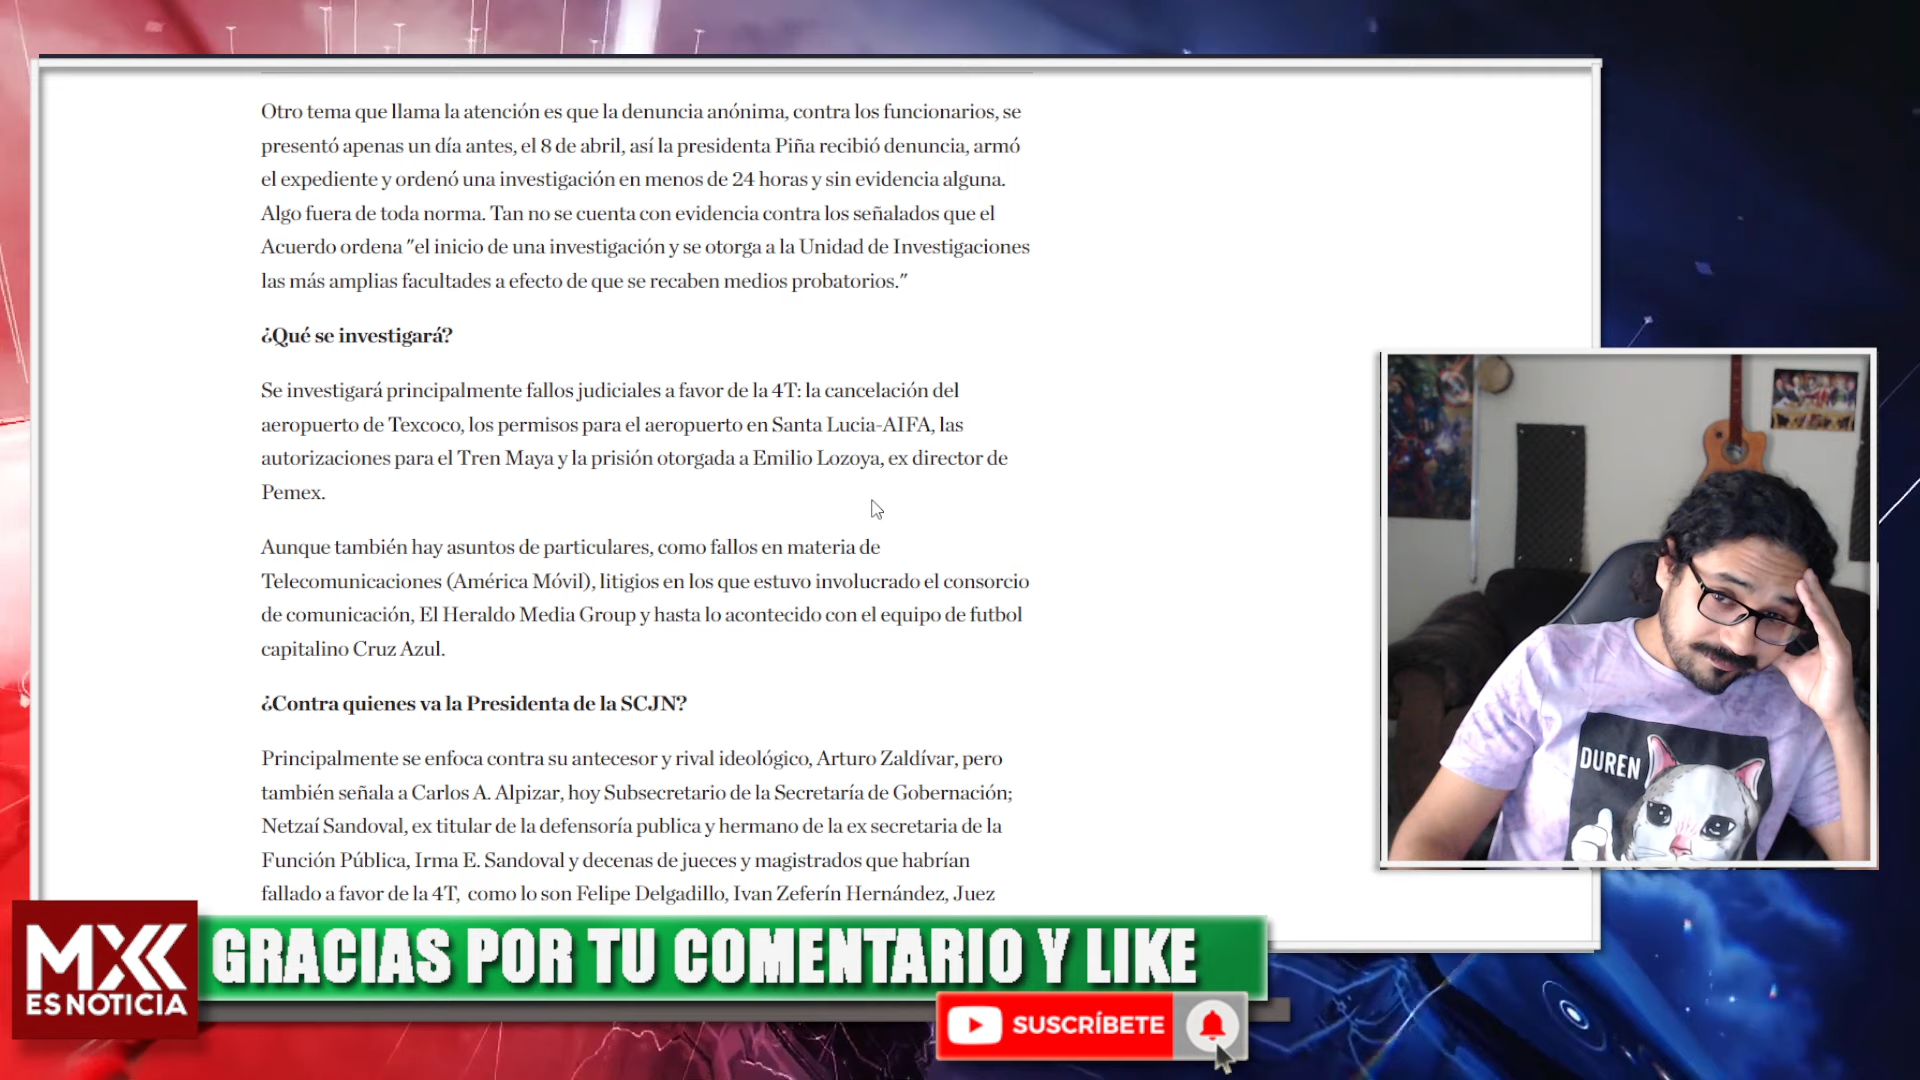 Otro tema que llama la atención es que la denuncia anónima, contra los funcionarios, se
presentó apenas un día antes, el 8 de abril, así la presidenta Piña recibió denuncia, armó
el expediente y ordenó una investigación en menos de 24 horas y sin evidencia alguna.
Algo fuera de toda norma. Tan no se cuenta con evidencia contra los señalados que el
Acuerdo ordena "el inicio de una investigación y se otorga a la Unidad de Investigaciones
las más amplias facultades a efecto de que se recaben medios probatorios."
¿Qué se investigará?
Se investigará principalmente fallos judiciales a favor de la 4T: la cancelación del
aeropuerto de Texcoco, los permisos para el aeropuerto en Santa Lucia-AIFA, las
autorizaciones para el Tren Maya y la prisión otorgada a Emilio Lozoya, ex director de
Pemex.
Aunque también hay asuntos de particulares, como fallos en materia de
Telecomunicaciones (América Móvil), litigios en los que estuvo involucrado el consorcio
de comunicación, El Heraldo Media Group y hasta lo acontecido con el equipo de futbol
capitalino Cruz Azul.
¿Contra quienes va la Presidenta de la SCJN?
Principalmente se enfoca contra su antecesor y rival ideológico, Arturo Zaldívar, pero
también señala a Carlos A. Alpizar, hoy Subsecretario de la Secretaría de Gobernación;
Netzaí Sandoval, ex titular de la defensoría publica y hermano de la ex secretaria de la
Función Pública, Irma E. Sandoval y decenas de jueces y magistrados que habrían
fallado a favor de la 4T, como lo son Felipe Delgadillo, Ivan Zeferín Hernández, Juez
DUREN
MX
ES NOTICIA
GRACIAS POR TU COMENTARIO Y LIKE
SUSCRÍBETE